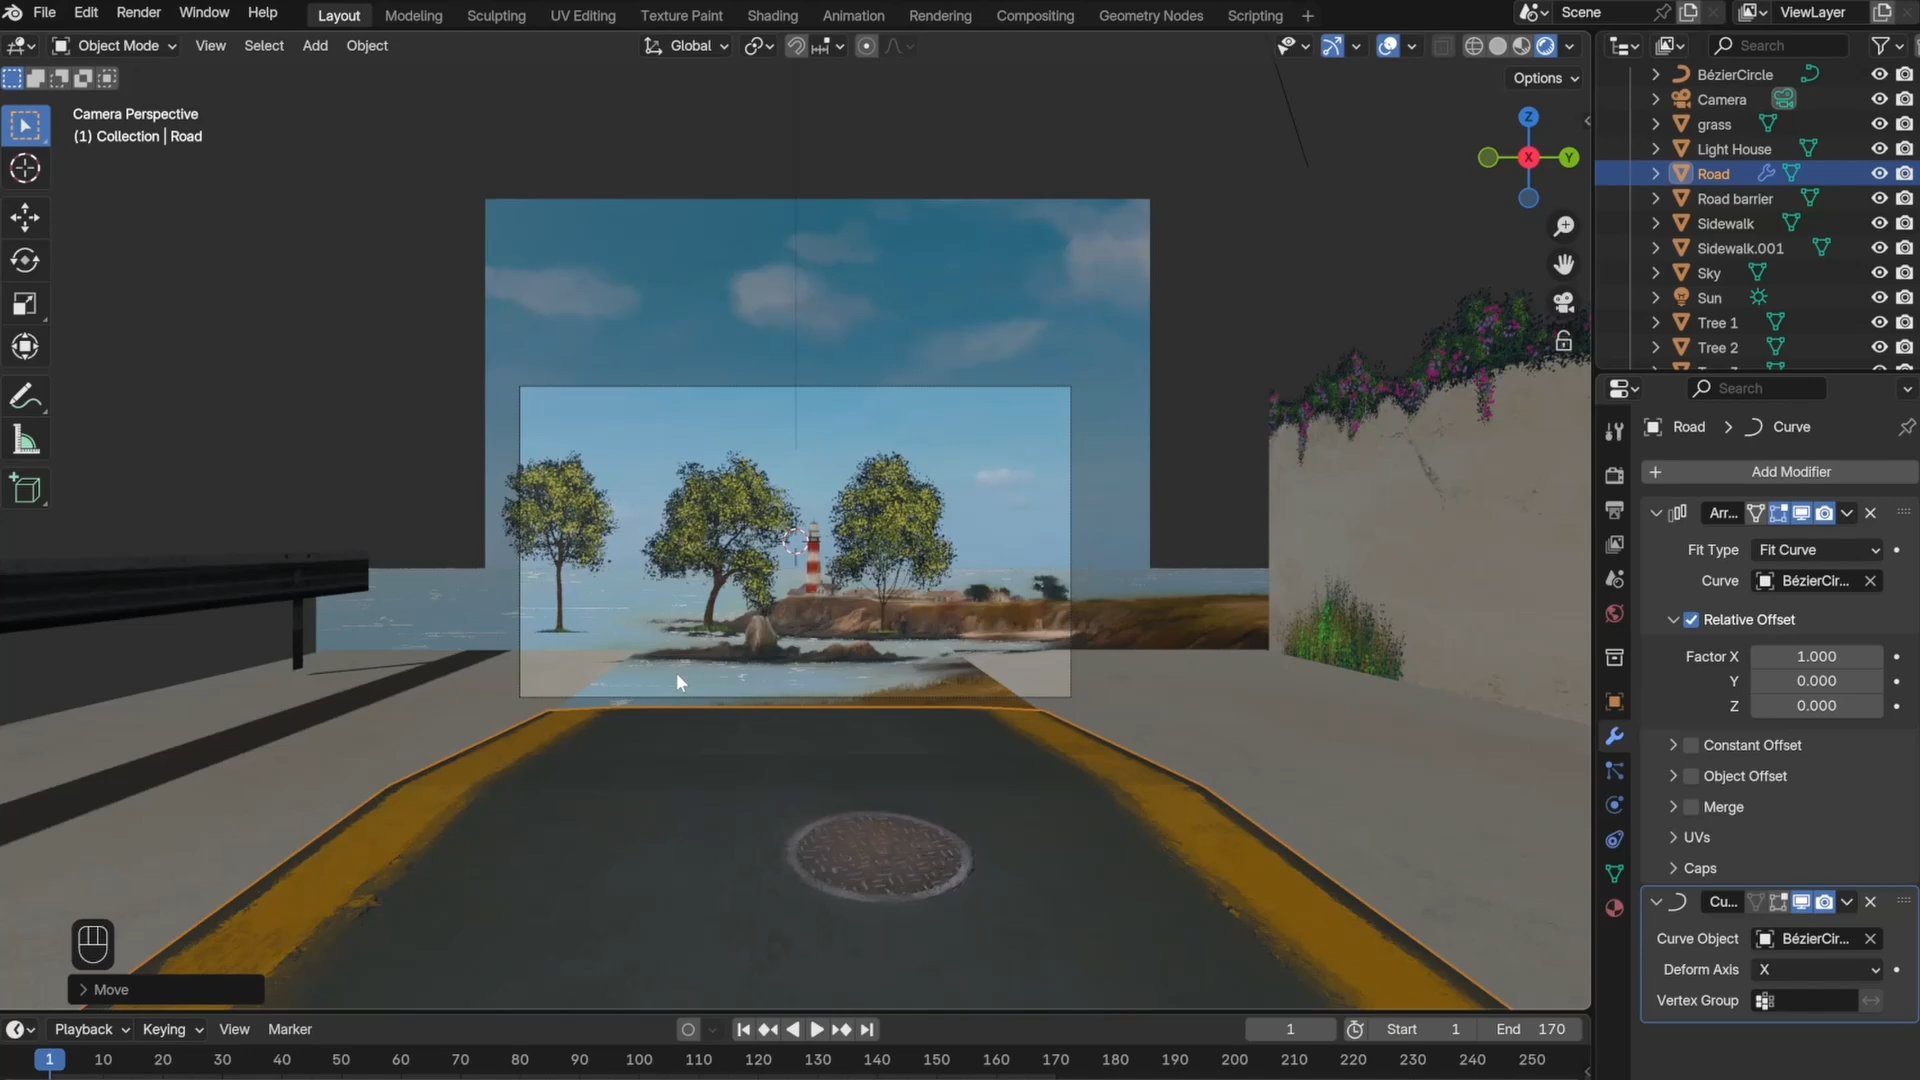 File Edit Render Window Help Layout Modeling Sculpting UV Editing Texture Paint Shading Animation Rendering Compositing Geometry Nodes Scripting + Scene ViewLayer
Object Mode View Select Add Object Global Search
Options
Camera Perspective
(1) Collection | Road
Z
X
Y
BézierCircle
Camera
grass
Light House
Road
Road barrier
Sidewalk
Sidewalk.001
Sky
Sun
Tree 1
Tree 2
Search
Road > Curve
+ Add Modifier
Arr...
Fit Type Fit Curve
Curve BézierCir...
Relative Offset
Factor X 1.000
Y 0.000
Z 0.000
Constant Offset
Object Offset
Merge
UVs
Caps
Cu...
Curve Object BézierCir...
Deform Axis X
Vertex Group
Move
Playback Keying View Marker 1 Start 1 End 170
1 10 20 30 40 50 60 70 80 90 100 110 120 130 140 150 160 170 180 190 200 210 220 230 240 250